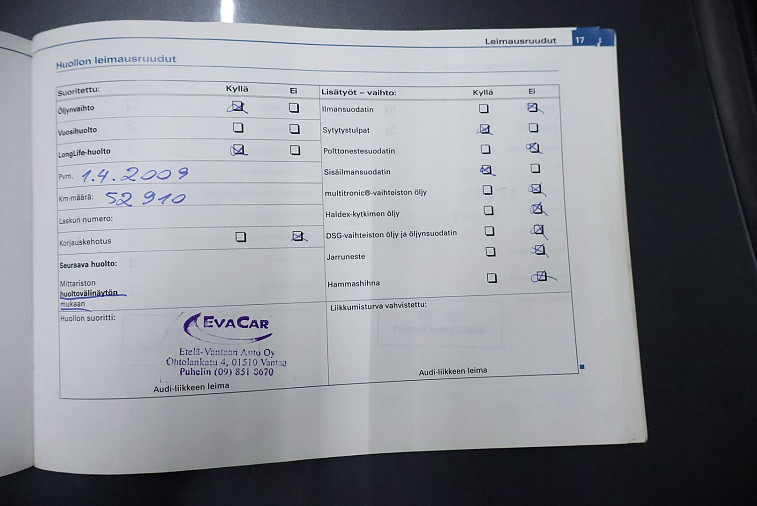 Leimausruudut 17
Huollon leimausruudut
Suoritettu: Kyllä Ei
Öljynvaihto
Vuosihuolto
LongLife-huolto
Pvm. 1.4.2009
Km-määrä: 52 910
Laskun numero:
Korjauskehotus
Seuraava huolto:
Mittariston
huoltovälinäytön
mukaan
Huollon suoritti:
EVACAR
Etelä-Vantaan Auto Oy
Ohtolankatu 4, 01510 Vantaa
Puhelin (09) 851 8670
Audi-liikkeen leima
Lisätyöt – vaihto: Kyllä Ei
Ilmansuodatin
Sytytystulpat
Polttonestesuodatin
Sisäilmansuodatin
multitronic®-vaihteiston öljy
Haldex-kytkimen öljy
DSG-vaihteiston öljy ja öljynsuodatin
Jarruneste
Hammashihna
Liikkumisturva vahvistettu:
Audi-liikkeen leima